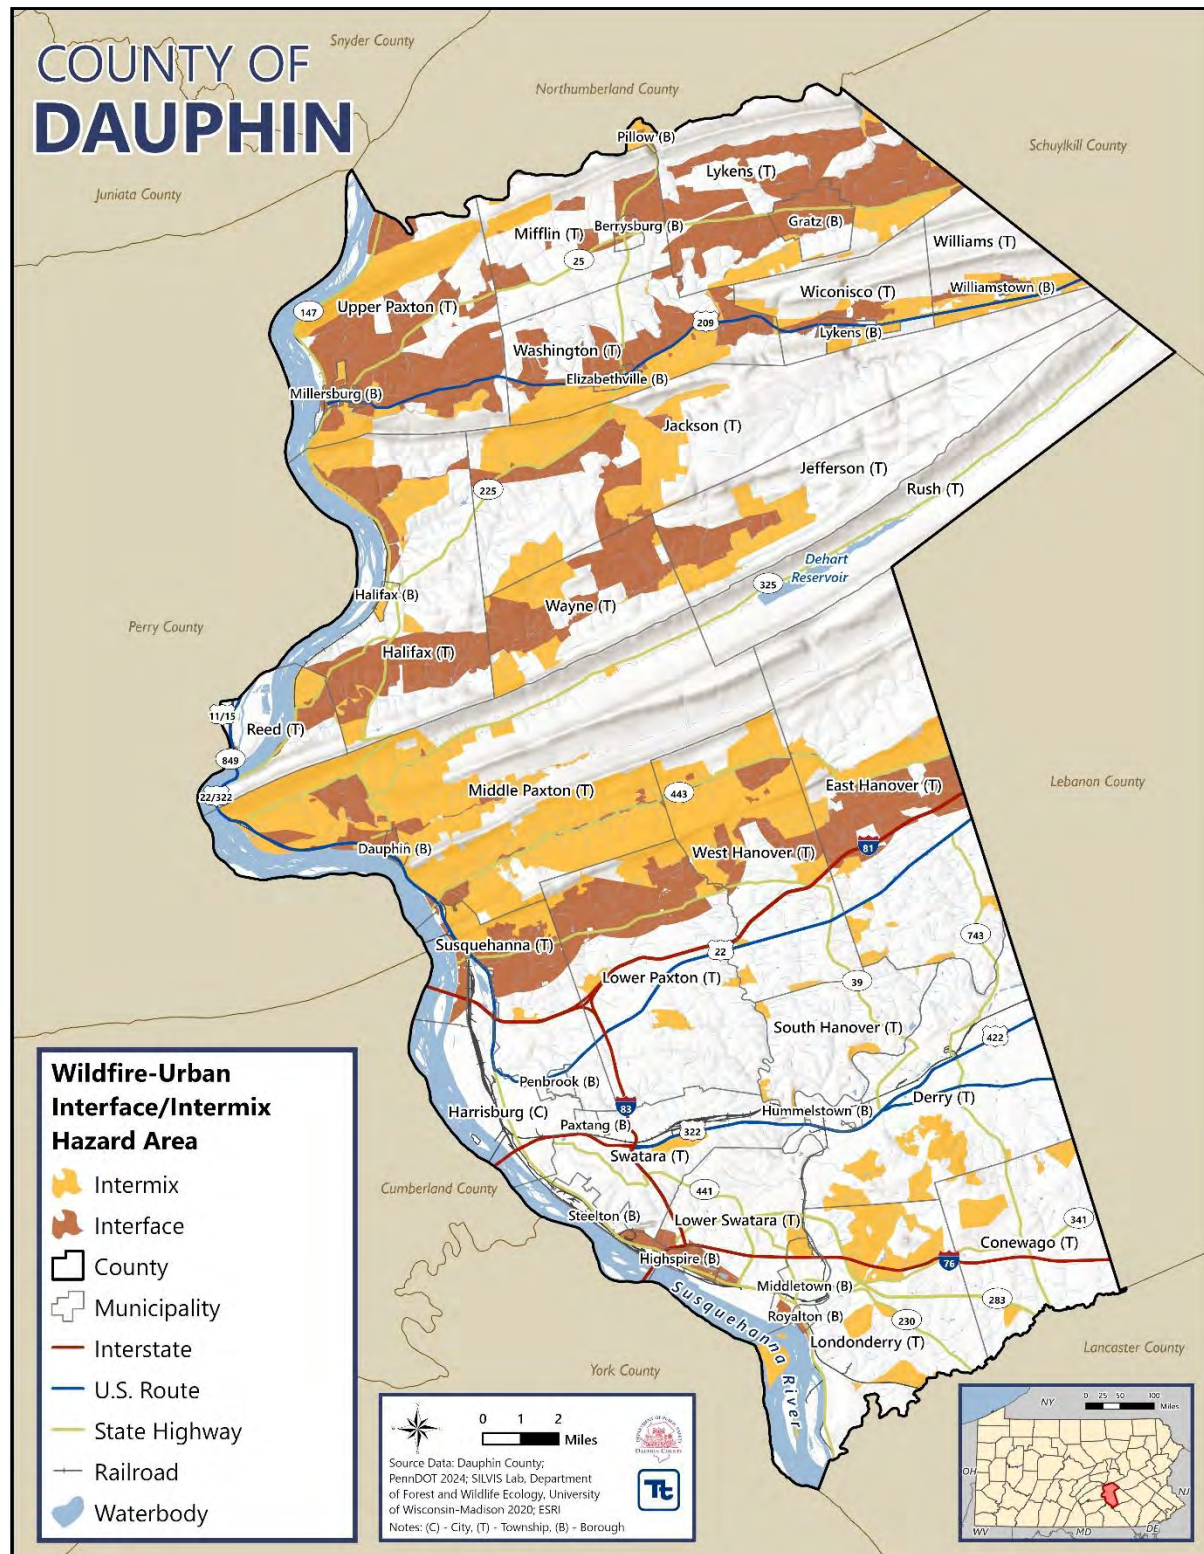 COUNTY OF
DAUPHIN
Snyder County
Northumberland County
Schuylkill County
Juniata County
Pillow (B)
Lykens (T)
Berrysburg (B)
Gratz (B)
Mifflin (T)
Williams (T)
25
Wiconisco (T)
Williamstown (B)
147
Upper Paxton (T)
209
Lykens (B)
Washington (T)
Elizabethville (B)
Millersburg (B)
Jackson (T)
Jefferson (T)
Rush (T)
225
Dehart
Reservoir
325
Halifax (B)
Wayne (T)
Perry County
Halifax (T)
11/15
Reed (T)
849
22/322
Middle Paxton (T)
443
East Hanover (T)
Lebanon County
Dauphin (B)
West Hanover (T)
81
Susquehanna (T)
22
743
Lower Paxton (T)
39
South Hanover (T)
422
Penbrook (B)
Harrisburg (C)
83
Hummelstown (B)
Derry (T)
Paxtang (B)
322
Swatara (T)
Cumberland County
441
Steelton (B)
Lower Swatara (T)
341
Conewago (T)
Highspire (B)
76
Middletown (B)
283
Royalton (B)
230
Londonderry (T)
Susquehanna River
York County
Lancaster County
Wildfire-Urban
Interface/Intermix
Hazard Area
Intermix
Interface
County
Municipality
Interstate
U.S. Route
State Highway
Railroad
Waterbody
0 1 2
Miles
DEPARTMENT OF PUBLIC SAFETY
DAUPHIN COUNTY
Tt
Source Data: Dauphin County;
PennDOT 2024; SILVIS Lab, Department
of Forest and Wildlife Ecology, University
of Wisconsin-Madison 2020; ESRI
Notes: (C) - City, (T) - Township, (B) - Borough
0 25 50 100
Miles
NY
OH
NJ
WV
MD
DE